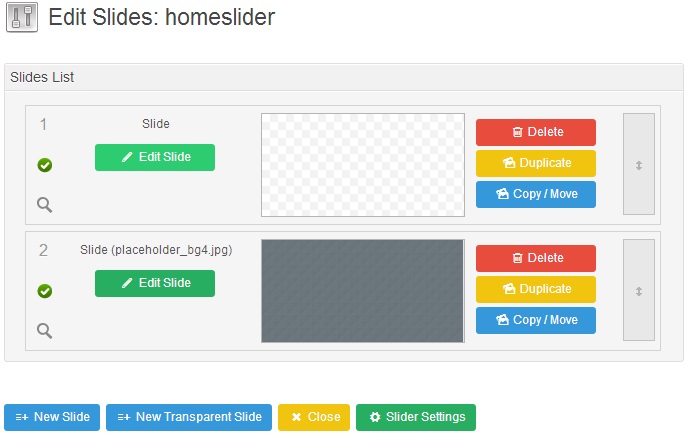 Edit Slides: homeslider
Slides List
1
Slide
Edit Slide
Delete
Duplicate
Copy / Move
2
Slide (placeholder_bg4.jpg)
Edit Slide
Delete
Duplicate
Copy / Move
New Slide
New Transparent Slide
Close
Slider Settings